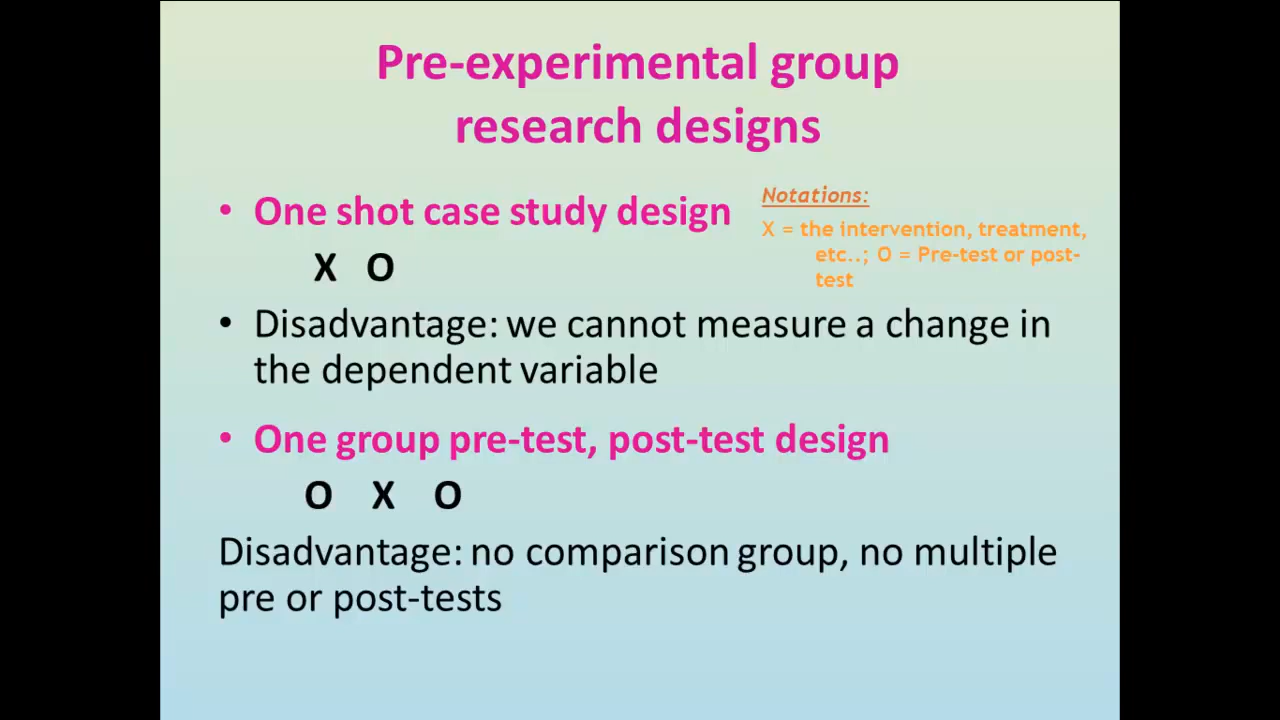 Pre-experimental group
research designs
• One shot case study design
X O
Notations:
X = the intervention, treatment,
etc..; O = Pre-test or post-
test
• Disadvantage: we cannot measure a change in
the dependent variable
• One group pre-test, post-test design
O X O
Disadvantage: no comparison group, no multiple
pre or post-tests